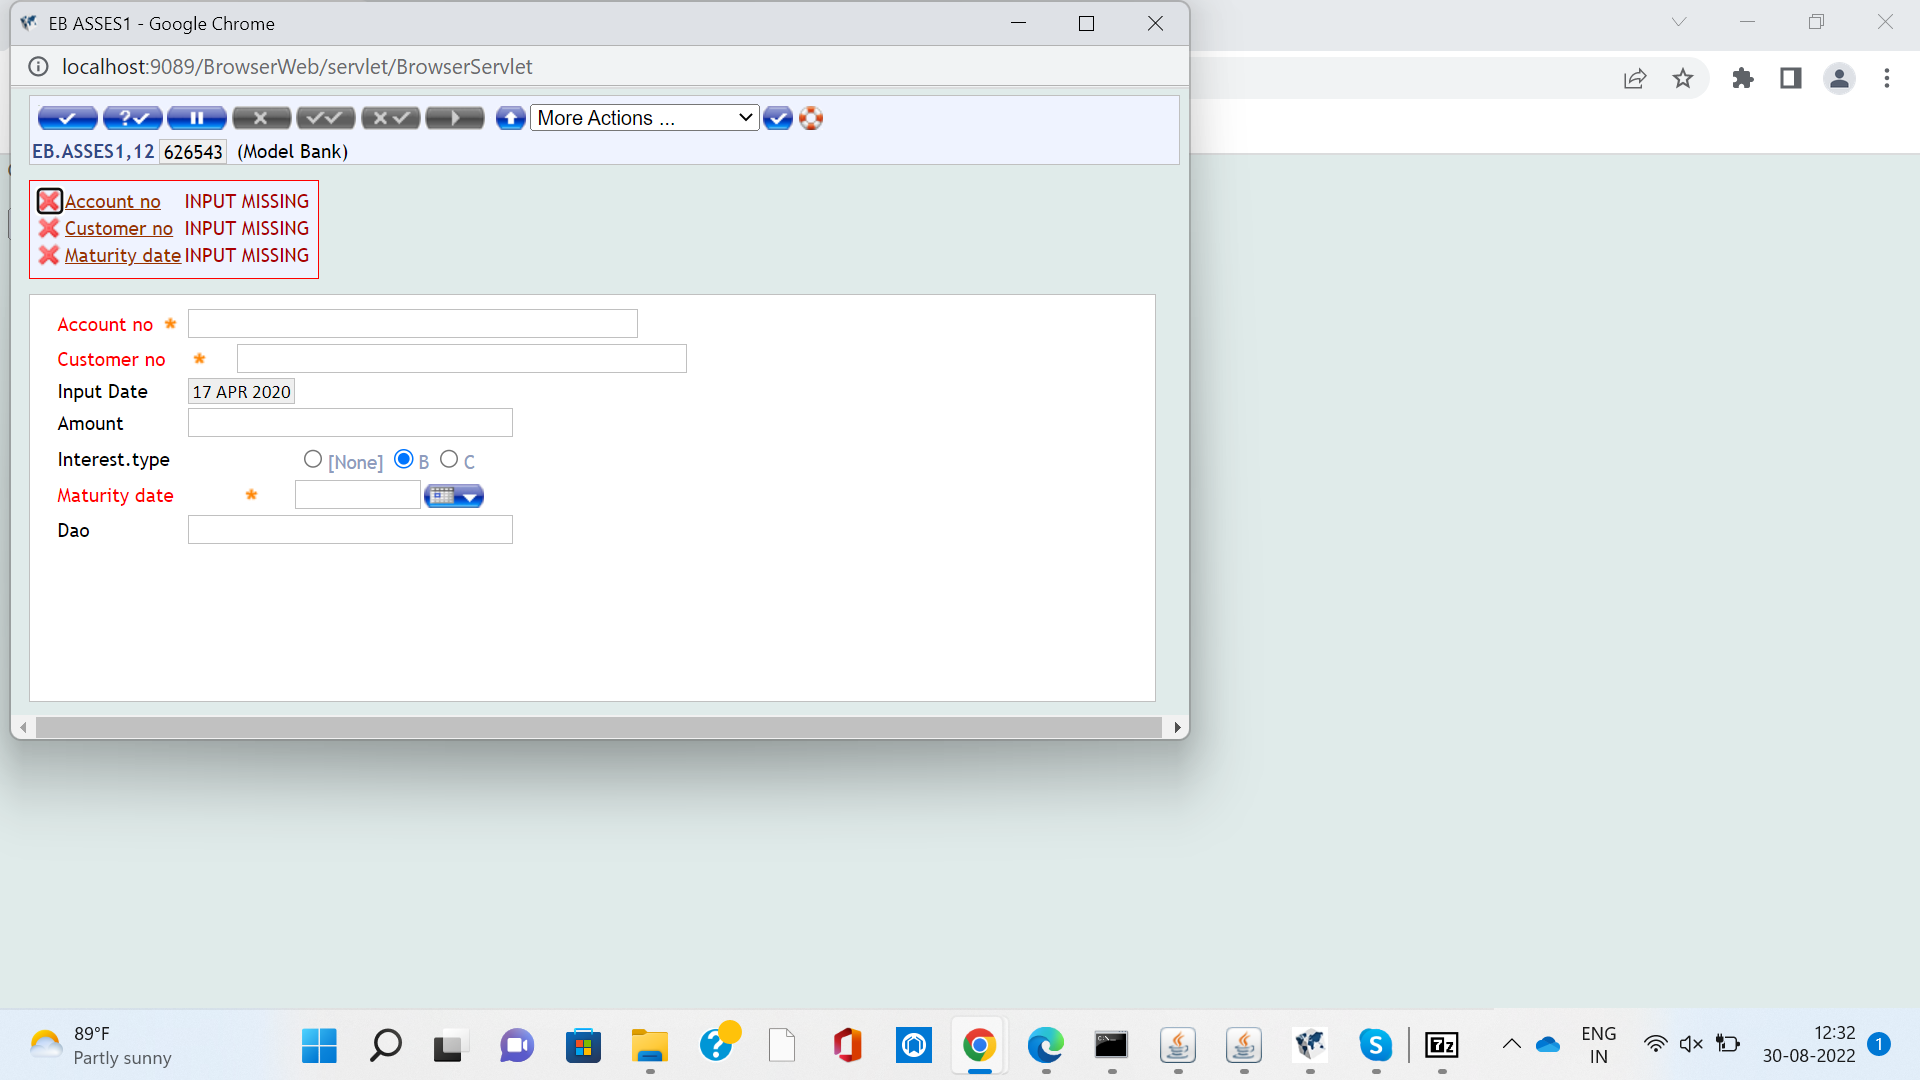 EB ASSES1 - Google Chrome
localhost:9089/BrowserWeb/servlet/BrowserServlet
More Actions ...
EB.ASSES1,12 626543 (Model Bank)
Account no INPUT MISSING
Customer no INPUT MISSING
Maturity date INPUT MISSING
Account no *
Customer no *
Input Date 17 APR 2020
Amount
Interest.type [None] B C
Maturity date *
Dao
89°F
Partly sunny
7z
ENG
IN
12:32
30-08-2022
1